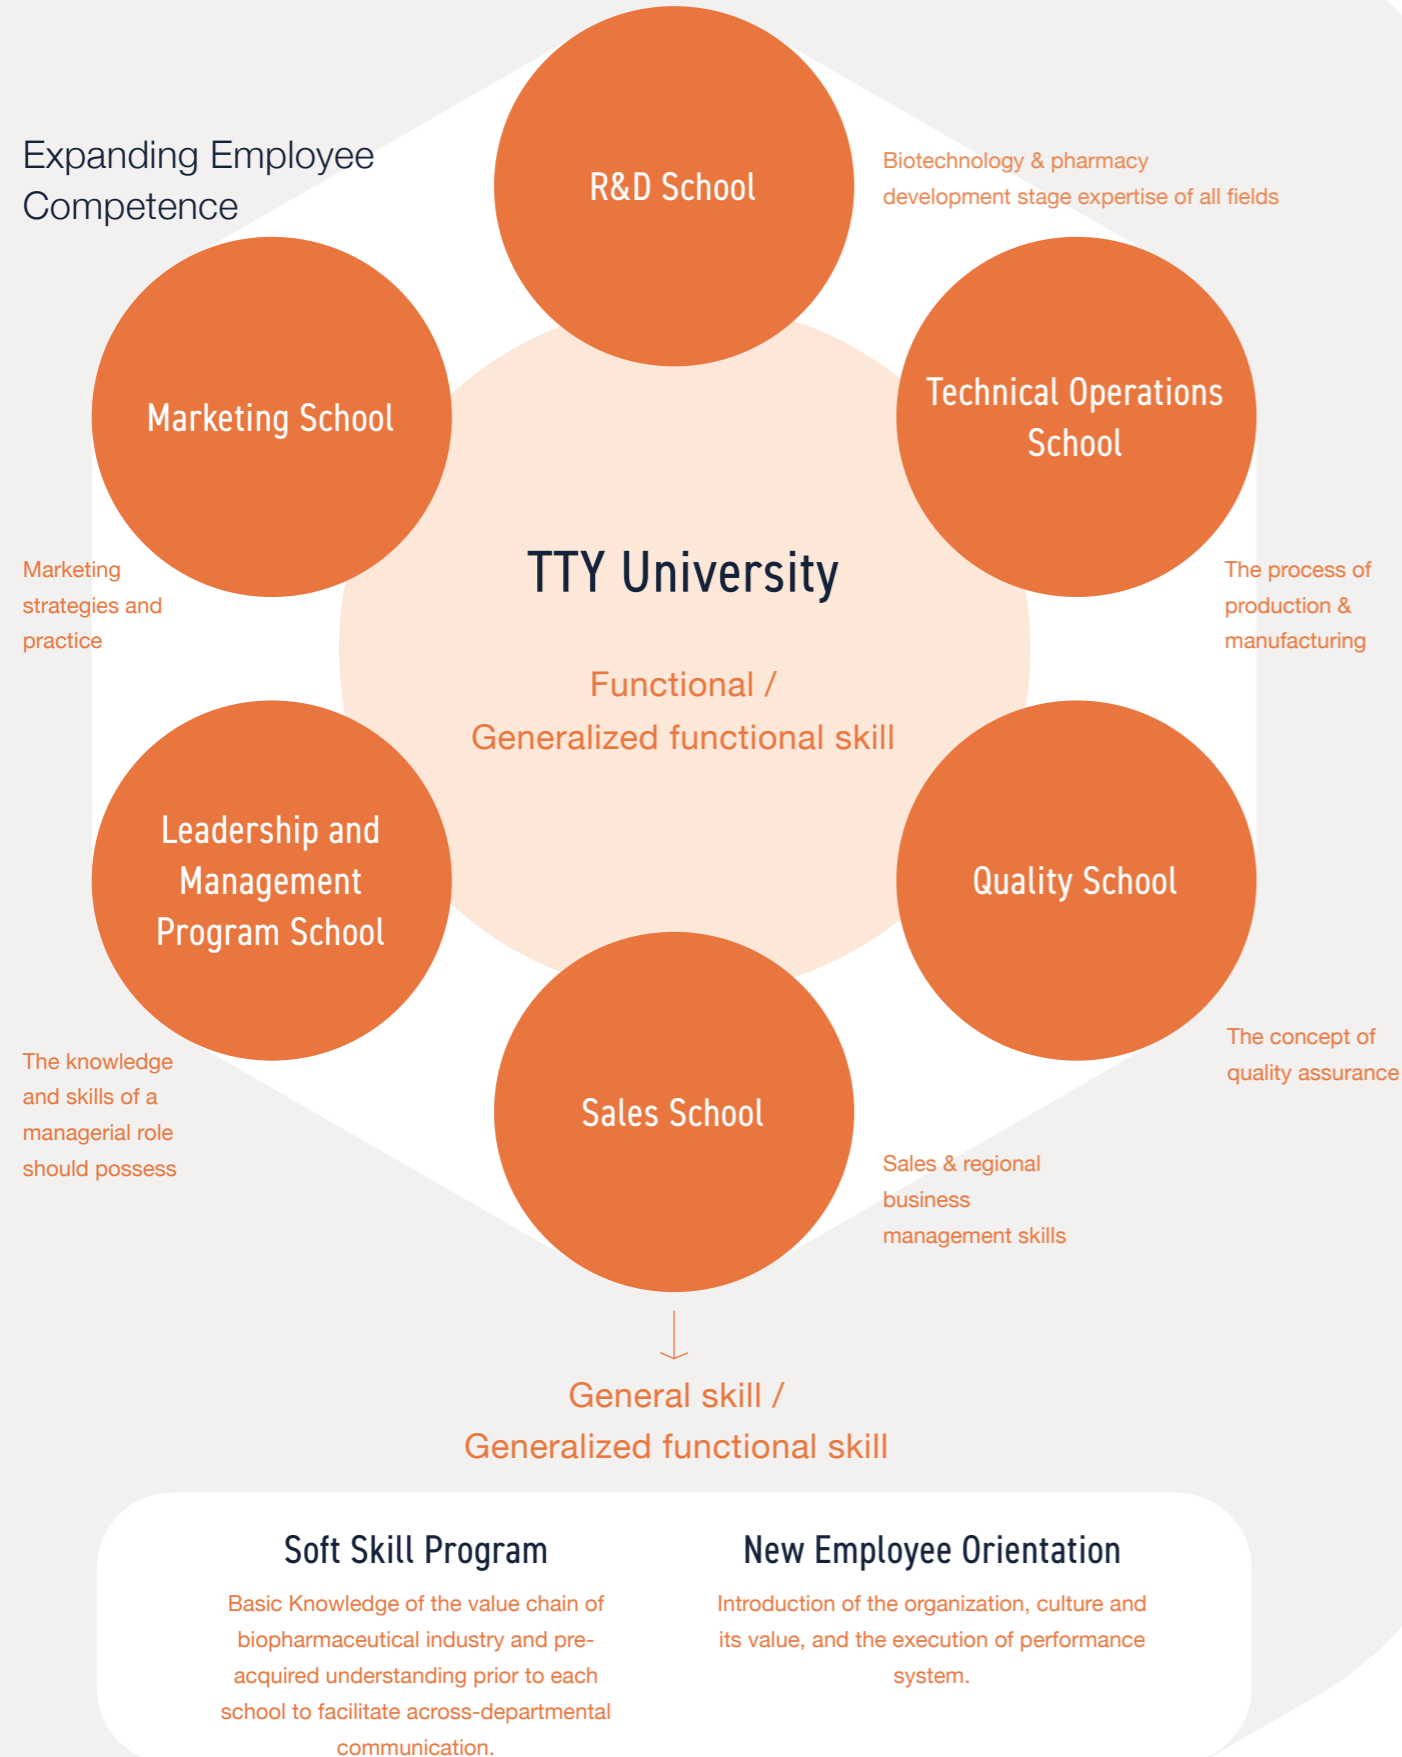 Expanding Employee
Competence
R&D School
Biotechnology & pharmacy
development stage expertise of all fields
Marketing School
Marketing
strategies and
practice
Technical Operations
School
The process of
production &
manufacturing
TTY University
Functional /
Generalized functional skill
Leadership and
Management
Program School
The knowledge
and skills of a
managerial role
should possess
Quality School
The concept of
quality assurance
Sales School
Sales & regional
business
management skills
General skill /
Generalized functional skill
Soft Skill Program
Basic Knowledge of the value chain of
biopharmaceutical industry and pre-
acquired understanding prior to each
school to facilitate across-departmental
communication.
New Employee Orientation
Introduction of the organization, culture and
its value, and the execution of performance
system.